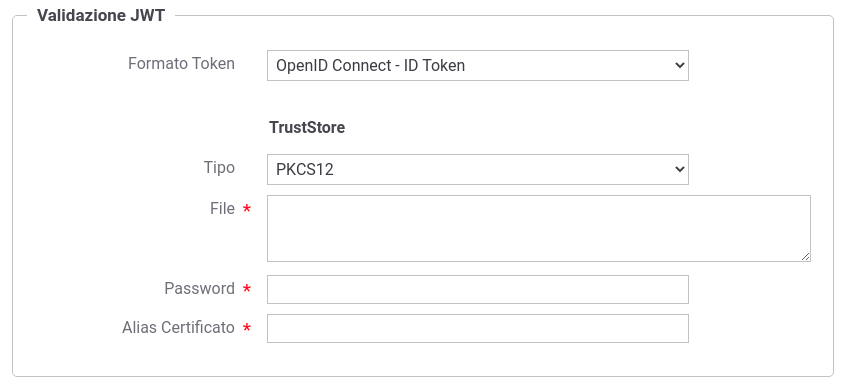 Validazione JWT
Formato Token OpenID Connect - ID Token
TrustStore
Tipo PKCS12
File *
Password *
Alias Certificato *